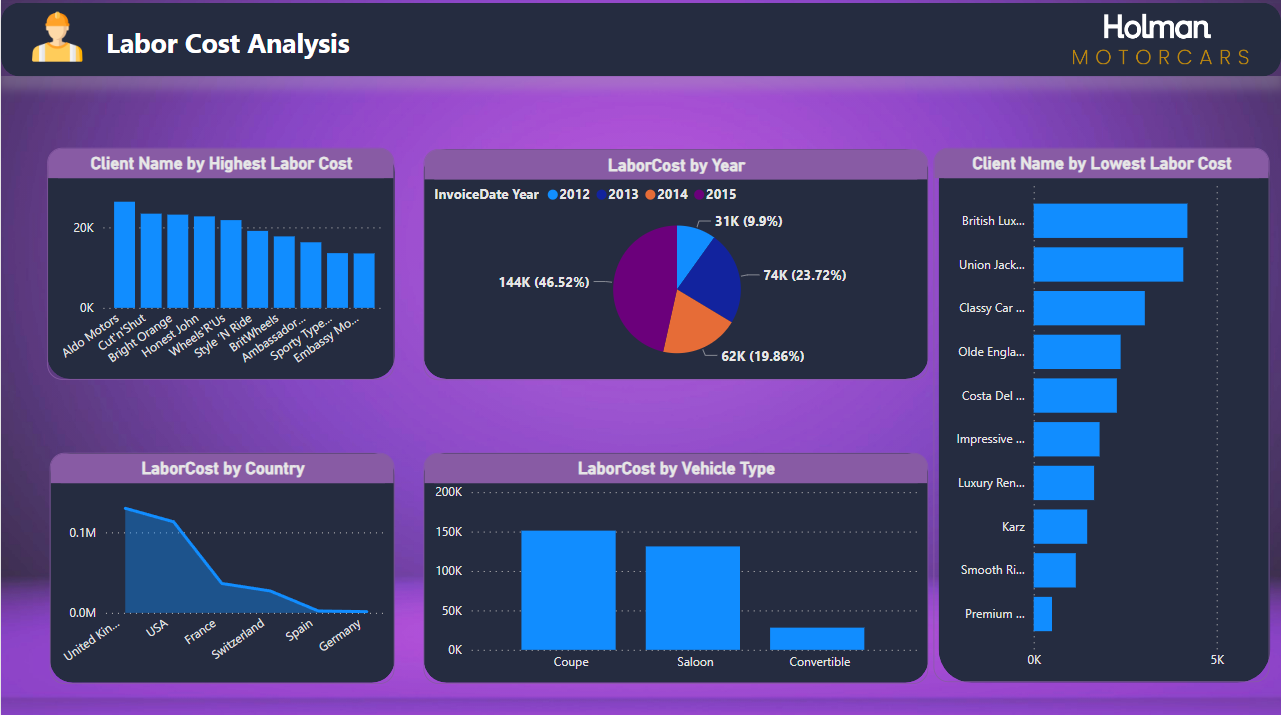 Labor Cost Analysis
Holman
MOTORCARS
Client Name by Highest Labor Cost
20K
0K
Aldo Motors
Cut'n'Shut
Bright Orange
Honest John
Wheels'R'Us
Style 'N Ride
BritWheels
Ambassador...
Sporty Type...
Embassy Mo...
LaborCost by Year
InvoiceDate Year 2012 2013 2014 2015
31K (9.9%)
74K (23.72%)
144K (46.52%)
62K (19.86%)
Client Name by Lowest Labor Cost
British Lux...
Union Jack...
Classy Car ...
Olde Engla...
Costa Del ...
Impressive ...
Luxury Ren...
Karz
Smooth Ri...
Premium ...
0K 5K
LaborCost by Country
0.1M
0.0M
United Kin...
USA
France
Switzerland
Spain
Germany
LaborCost by Vehicle Type
200K
150K
100K
50K
0K
Coupe Saloon Convertible